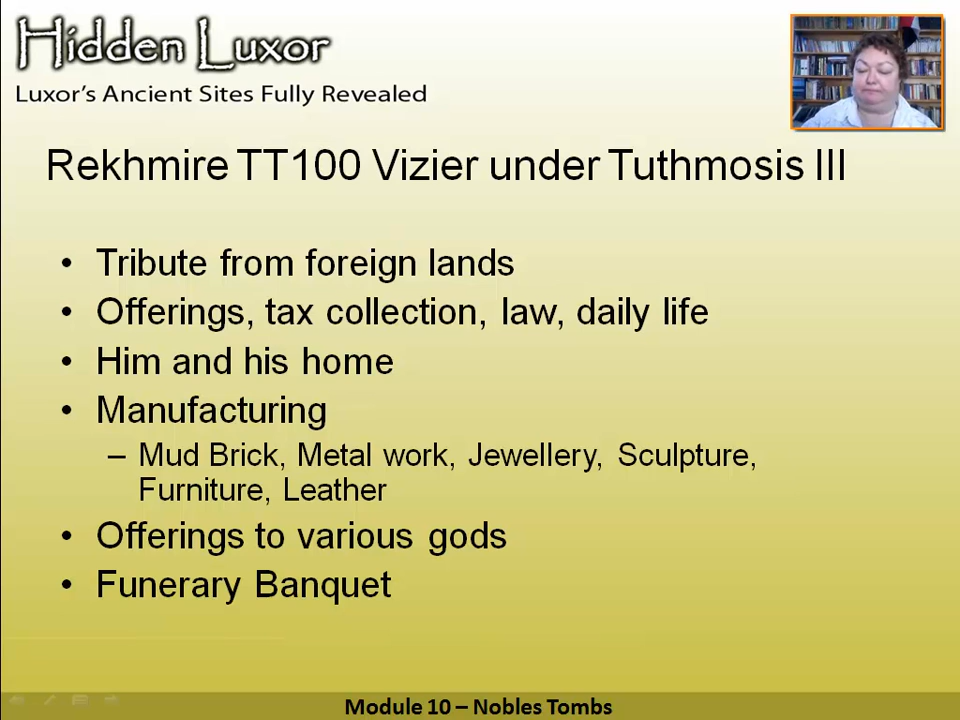 Hidden Luxor
Luxor's Ancient Sites Fully Revealed
Rekhmire TT100 Vizier under Tuthmosis III
• Tribute from foreign lands
• Offerings, tax collection, law, daily life
• Him and his home
• Manufacturing
– Mud Brick, Metal work, Jewellery, Sculpture,
Furniture, Leather
• Offerings to various gods
• Funerary Banquet
Module 10 – Nobles Tombs